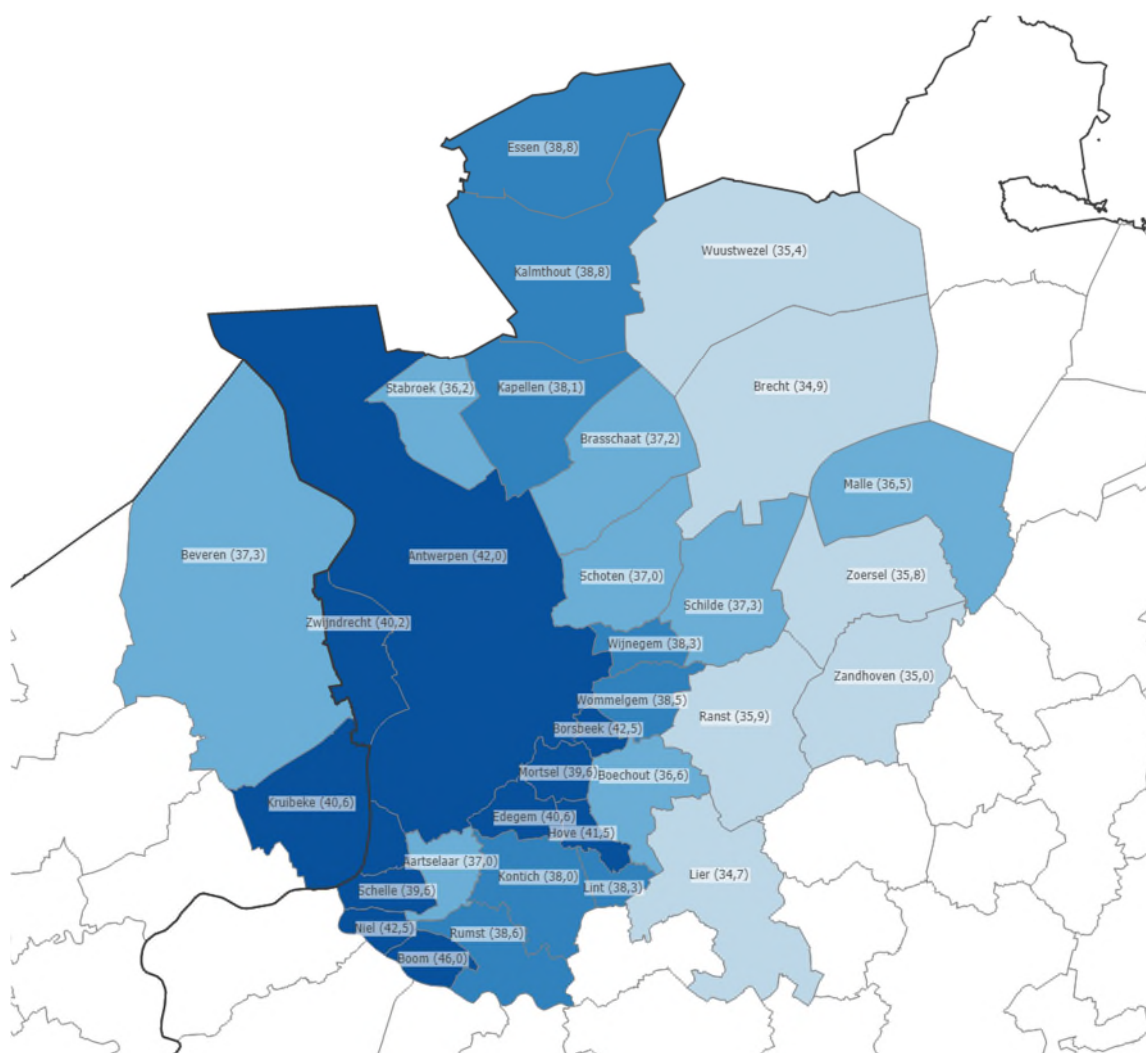 Essen (38,8)
Wuustwezel (35,4)
Kalmthout (38,8)
Stabroek (36,2)
Kapellen (38,1)
Brecht (34,9)
Brasschaat (37,2)
Malle (36,5)
Beveren (37,3)
Antwerpen (42,0)
Schoten (37,0)
Zoersel (35,8)
Schilde (37,3)
Zwijndrecht (40,2)
Wijnegem (38,3)
Zandhoven (35,0)
Wommelgem (38,5)
Ranst (35,9)
Borsbeek (42,5)
Mortsel (39,6)
Boechout (36,6)
Kruibeke (40,6)
Edegem (40,6)
Hove (41,5)
Aartselaar (37,0)
Kontich (38,0)
Lier (34,7)
Schelle (39,6)
Lint (38,3)
Niel (42,5)
Rumst (38,6)
Boom (46,0)